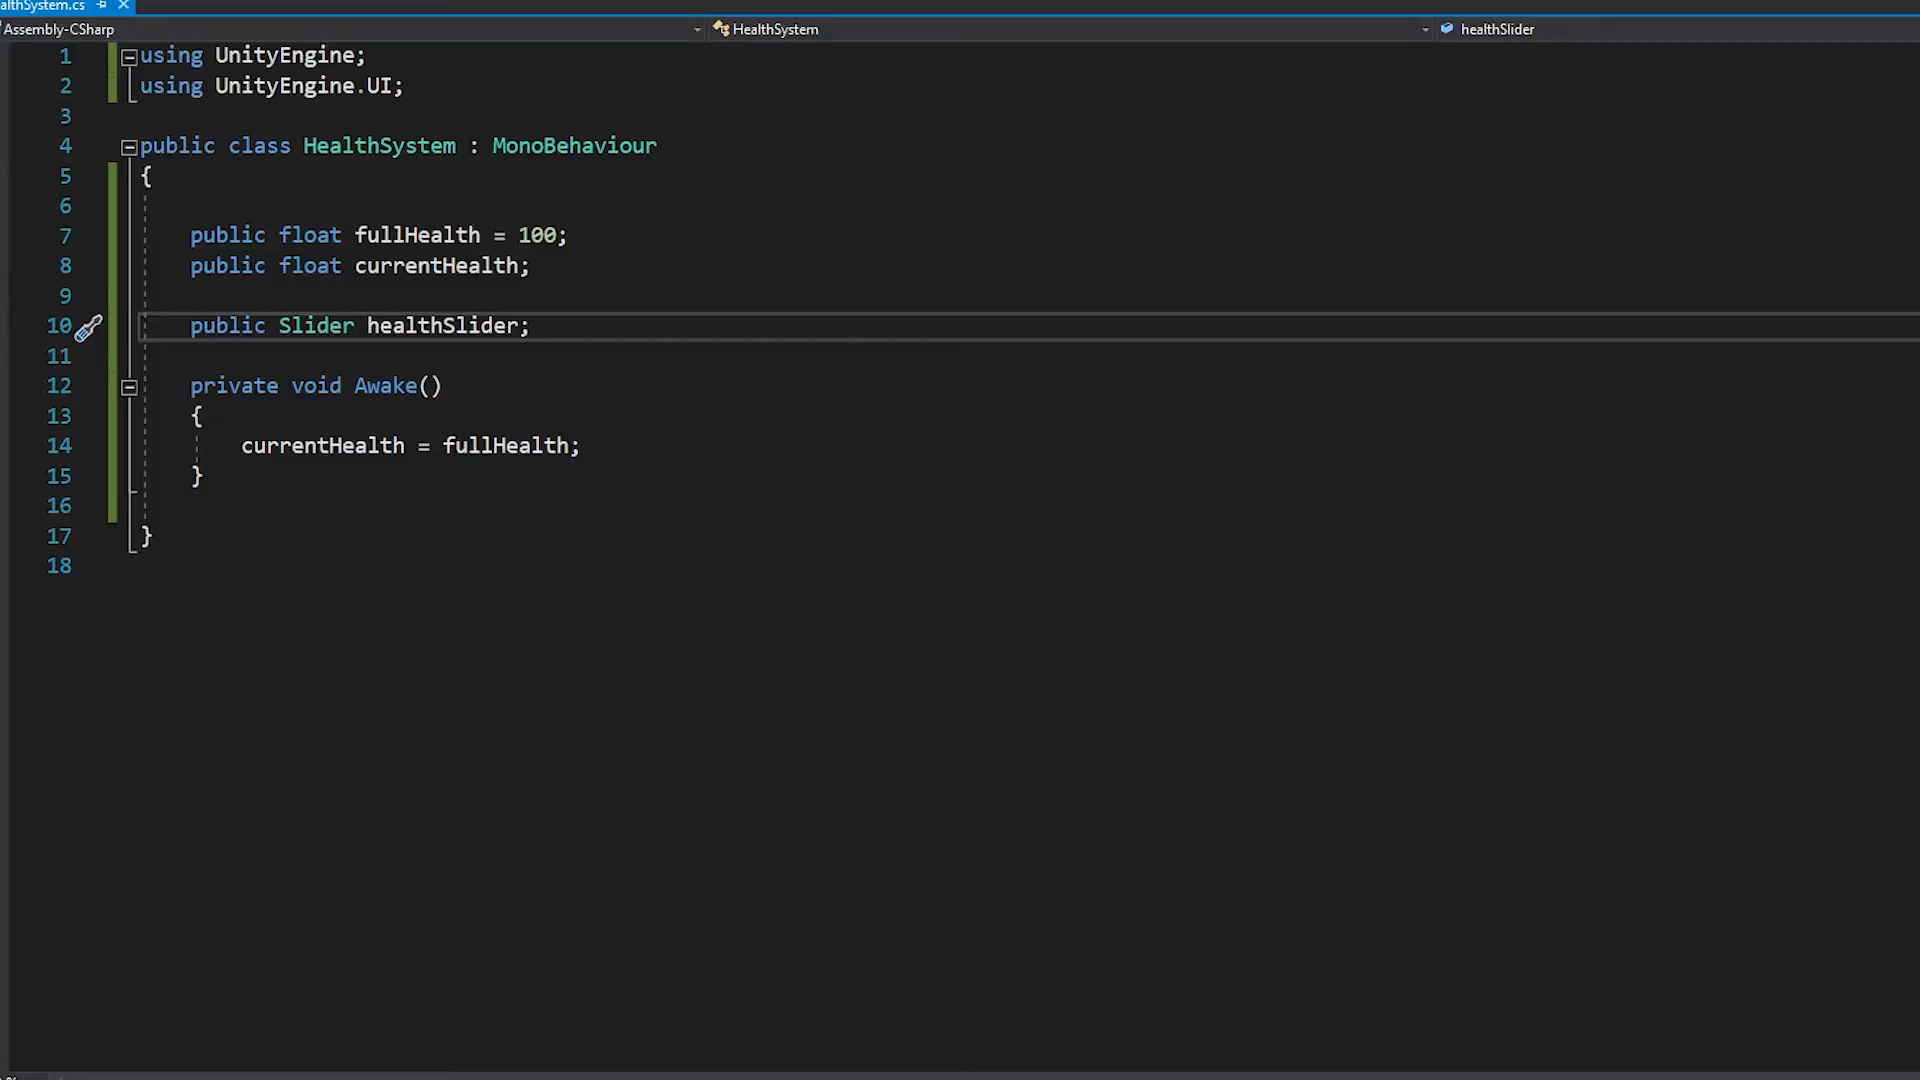 althSystem.cs
Assembly-CSharp
HealthSystem
healthSlider
1 using UnityEngine;
2 using UnityEngine.UI;
3
4 public class HealthSystem : MonoBehaviour
5 {
6
7 public float fullHealth = 100;
8 public float currentHealth;
9
10 public Slider healthSlider;
11
12 private void Awake()
13 {
14 currentHealth = fullHealth;
15 }
16
17 }
18